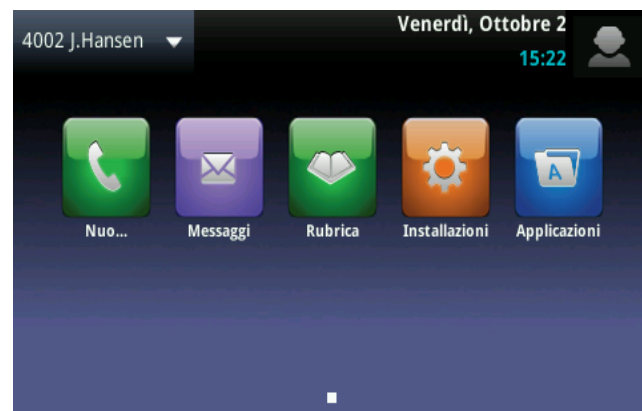 4002 J.Hansen
Venerdì, Ottobre 2
15:22
Nuo...
Messaggi
Rubrica
Installazioni
Applicazioni
A